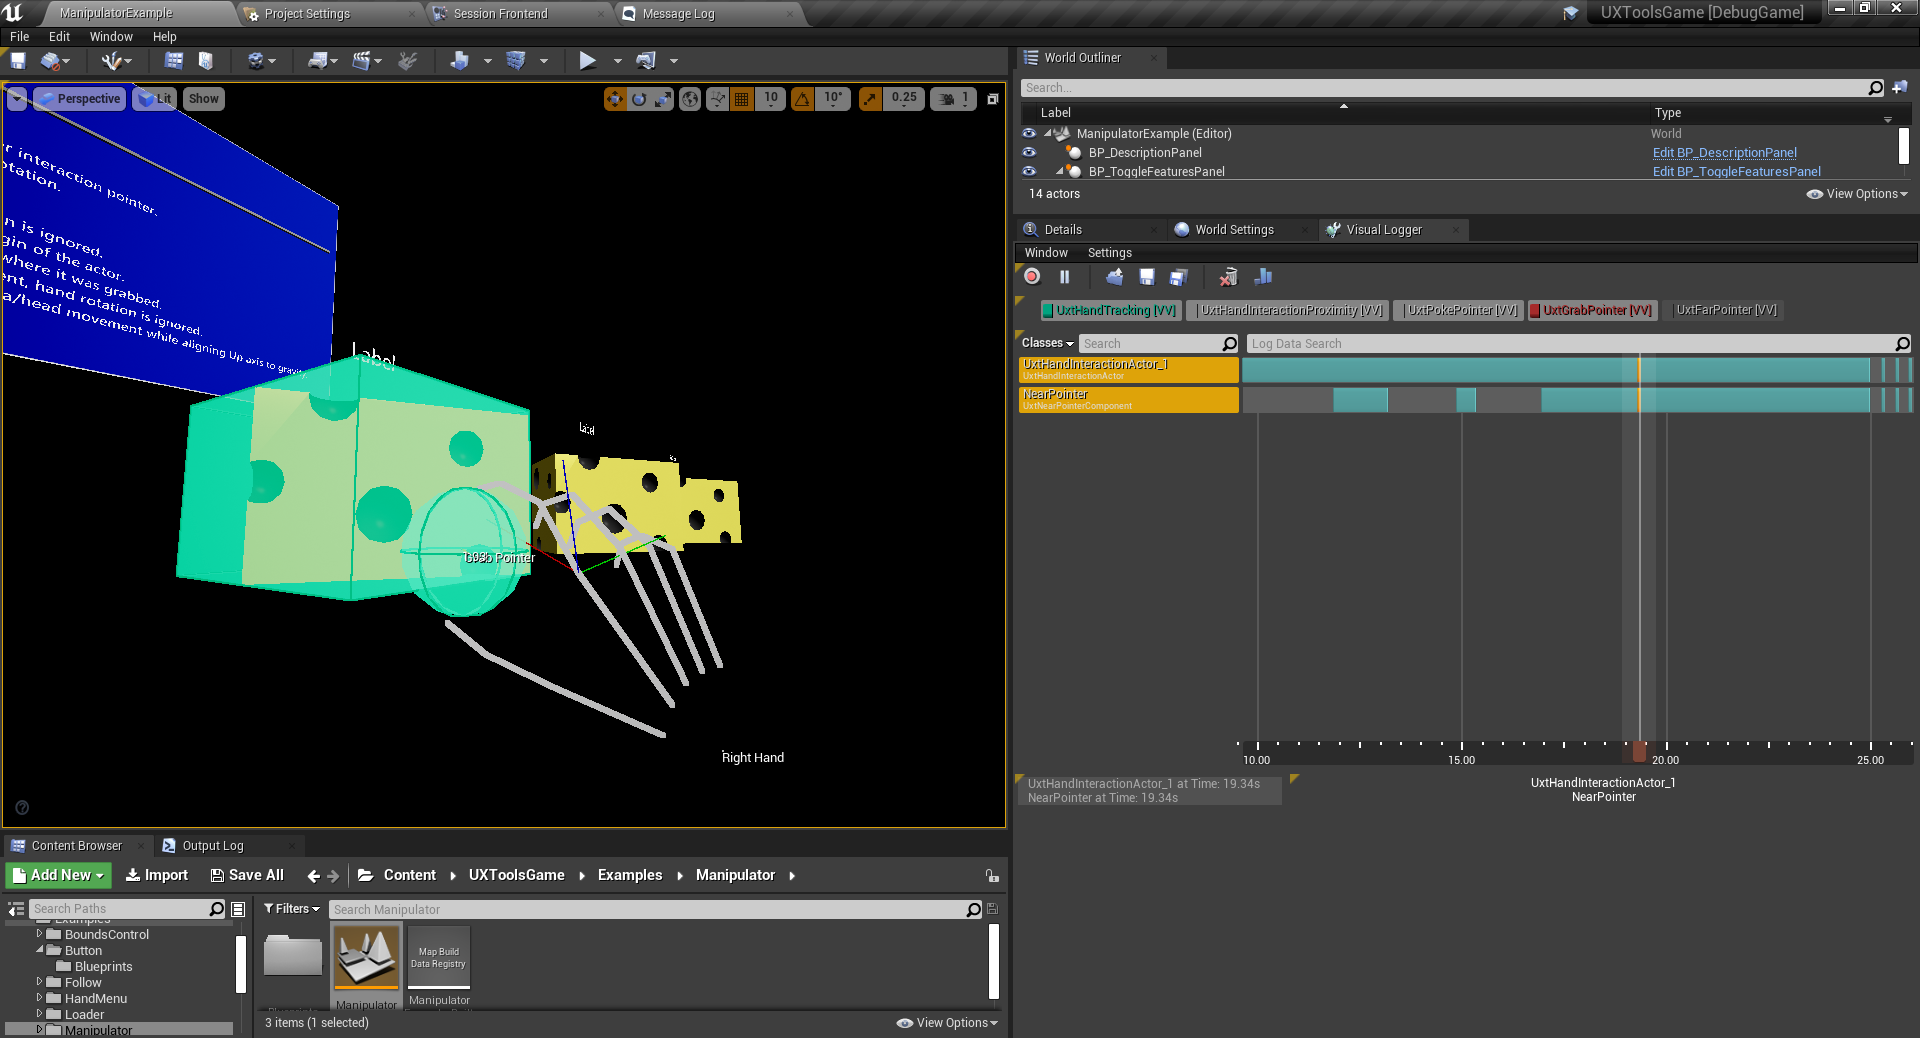 ManipulatorExample
Project Settings
Session Frontend
Message Log
UXToolsGame [DebugGame]
File Edit Window Help
Perspective
Lit
Show
10
10°
0.25
1
r interaction pointer.
otation.
n is ignored.
gin of the actor.
where it was grabbed.
ent, hand rotation is ignored.
a/head movement while aligning Up axis to gravity
Label
Label
Grab Pointer
Right Hand
World Outliner
Search...
Label Type
ManipulatorExample (Editor) World
BP_DescriptionPanel Edit BP_DescriptionPanel
BP_ToggleFeaturesPanel Edit BP_ToggleFeaturesPanel
14 actors
View Options
Details
World Settings
Visual Logger
Window Settings
UxtHandTracking [VV]
UxtHandInteractionProximity [VV]
UxtPokePointer [VV]
UxtGrabPointer [VV]
UxtFarPointer [VV]
Classes
Search
Log Data Search
UxtHandInteractionActor_1
UxtHandInteractionActor
NearPointer
UxtNearPointerComponent
10.00 15.00 20.00 25.00
UxtHandInteractionActor_1 at Time: 19.34s
NearPointer at Time: 19.34s
UxtHandInteractionActor_1
NearPointer
Content Browser
Output Log
Add New
Import
Save All
Content
UXToolsGame
Examples
Manipulator
Search Paths
Filters
Search Manipulator
Examples
BoundsControl
Button
Blueprints
Follow
HandMenu
Loader
Manipulator
Map Build
Data Registry
Manipulator
Manipulator
3 items (1 selected)
View Options